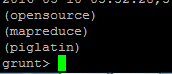 (opensource)
(mapreduce)
(piglatin)
grunt>